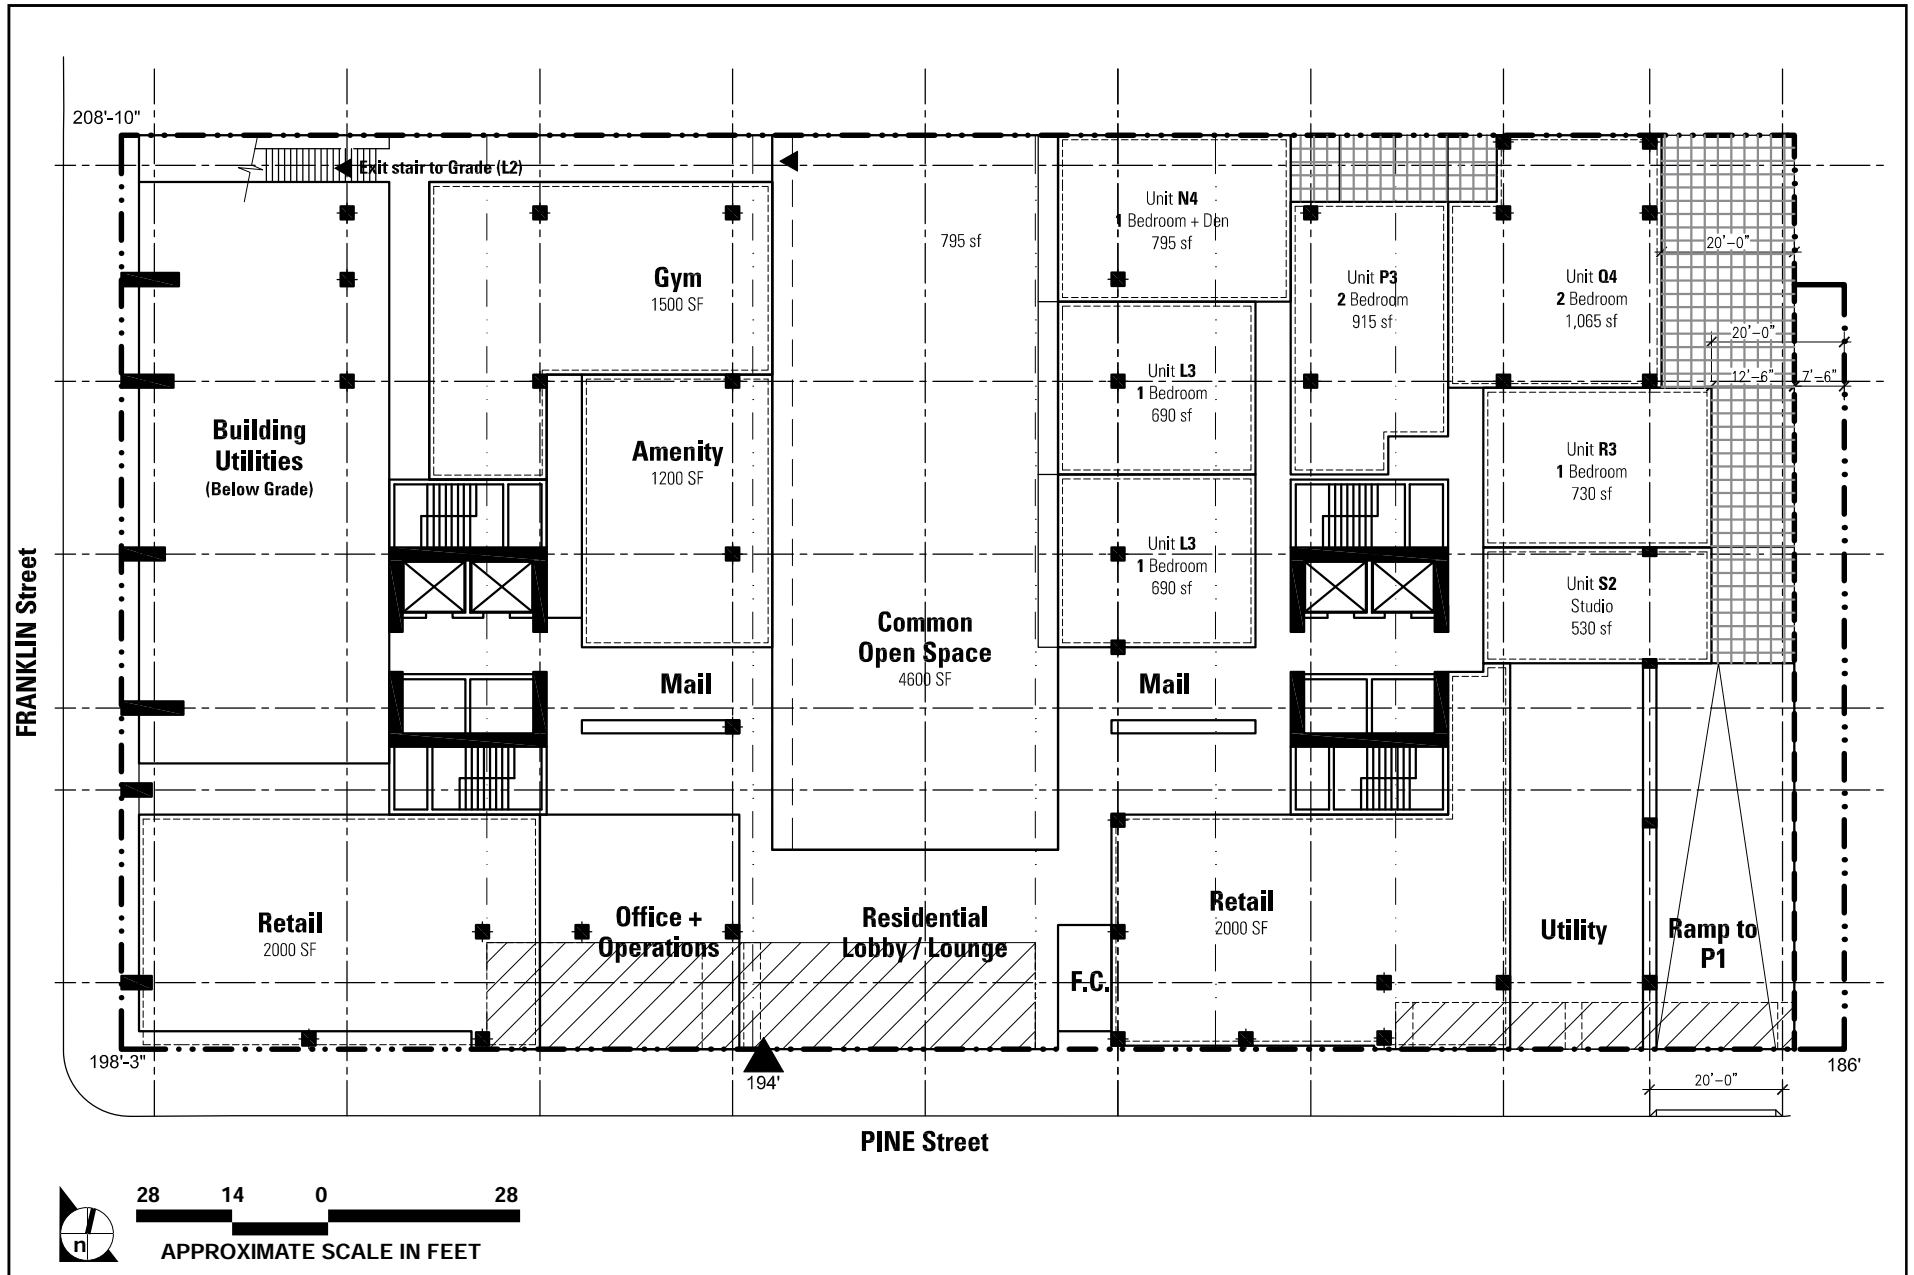 208'-10"
Exit stair to Grade (L2)
Gym
1500 SF
795 sf
Unit N4
1 Bedroom + Den
795 sf
Unit P3
2 Bedroom
915 sf
Unit Q4
2 Bedroom
1,065 sf
20'-0"
20'-0"
12'-6"
7'-6"
Unit L3
1 Bedroom
690 sf
Building
Utilities
(Below Grade)
Amenity
1200 SF
Unit R3
1 Bedroom
730 sf
Unit L3
1 Bedroom
690 sf
Unit S2
Studio
530 sf
FRANKLIN Street
Common
Open Space
4600 SF
Mail
Mail
Retail
2000 SF
Office +
Operations
Residential
Lobby / Lounge
F.C.
Retail
2000 SF
Utility
Ramp to
P1
198'-3"
194'
186'
20'-0"
PINE Street
28
14
0
28
n
APPROXIMATE SCALE IN FEET